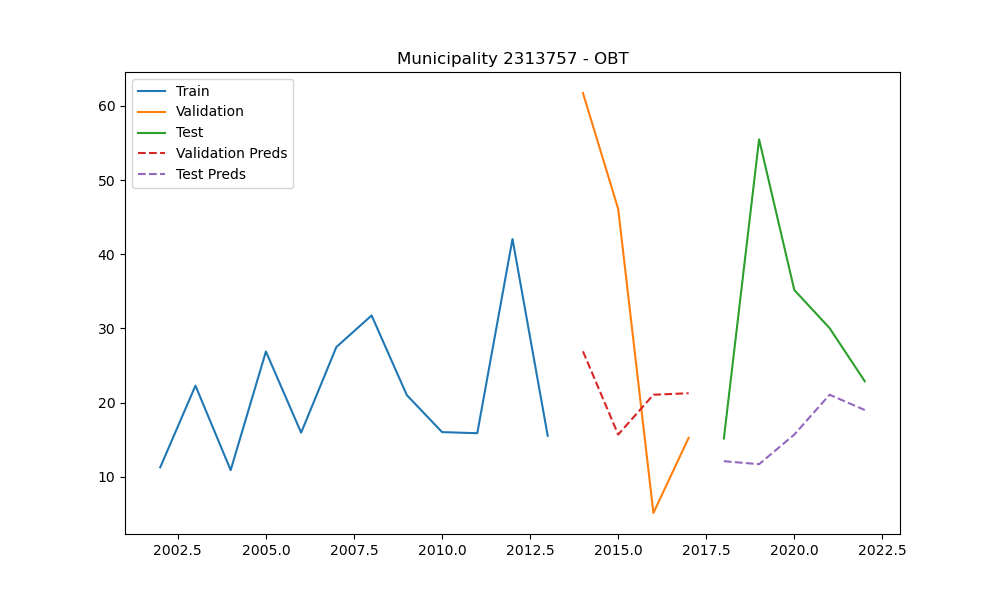 Municipality 2313757 - OBT
Train
Validation
Test
Validation Preds
Test Preds
60
50
40
30
20
10
2002.5 2005.0 2007.5 2010.0 2012.5 2015.0 2017.5 2020.0 2022.5